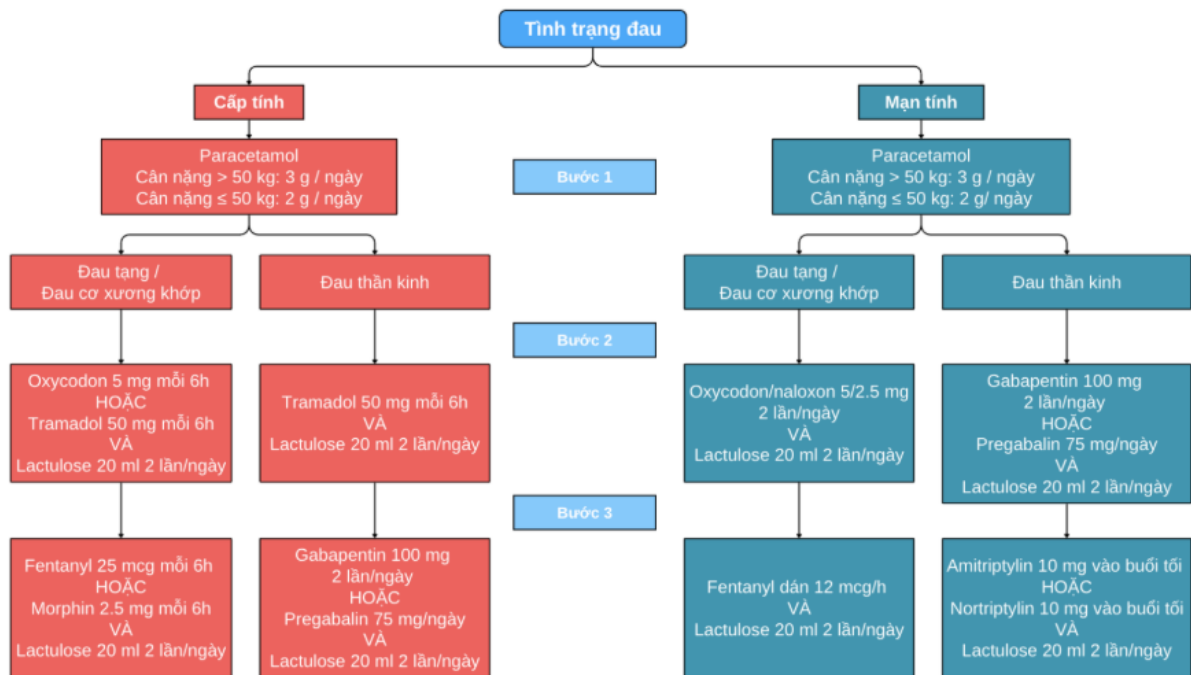 Tình trạng đau
Cấp tính
Mạn tính
Paracetamol
Cân nặng > 50 kg: 3 g / ngày
Cân nặng ≤ 50 kg: 2 g / ngày
Bước 1
Paracetamol
Cân nặng > 50 kg: 3 g / ngày
Cân nặng ≤ 50 kg: 2 g/ ngày
Đau tạng /
Đau cơ xương khớp
Đau thần kinh
Đau tạng /
Đau cơ xương khớp
Đau thần kinh
Bước 2
Oxycodon 5 mg mỗi 6h
HOẶC
Tramadol 50 mg mỗi 6h
VÀ
Lactulose 20 ml 2 lần/ngày
Tramadol 50 mg mỗi 6h
VÀ
Lactulose 20 ml 2 lần/ngày
Oxycodon/naloxon 5/2.5 mg
2 lần/ngày
VÀ
Lactulose 20 ml 2 lần/ngày
Gabapentin 100 mg
2 lần/ngày
HOẶC
Pregabalin 75 mg/ngày
VÀ
Lactulose 20 ml 2 lần/ngày
Bước 3
Fentanyl 25 mcg mỗi 6h
HOẶC
Morphin 2.5 mg mỗi 6h
VÀ
Lactulose 20 ml 2 lần/ngày
Gabapentin 100 mg
2 lần/ngày
HOẶC
Pregabalin 75 mg/ngày
VÀ
Lactulose 20 ml 2 lần/ngày
Fentanyl dán 12 mcg/h
VÀ
Lactulose 20 ml 2 lần/ngày
Amitriptylin 10 mg vào buổi tối
HOẶC
Nortriptylin 10 mg vào buổi tối
VÀ
Lactulose 20 ml 2 lần/ngày